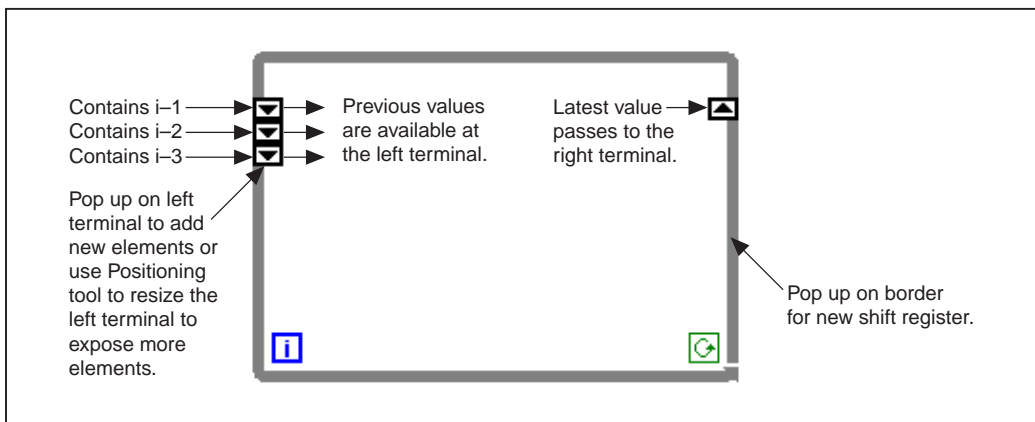 Contains i–1
Contains i–2
Contains i–3
Previous values
are available at
the left terminal.
Latest value
passes to the
right terminal.
Pop up on left
terminal to add
new elements or
use Positioning
tool to resize the
left terminal to
expose more
elements.
Pop up on border
for new shift register.
i